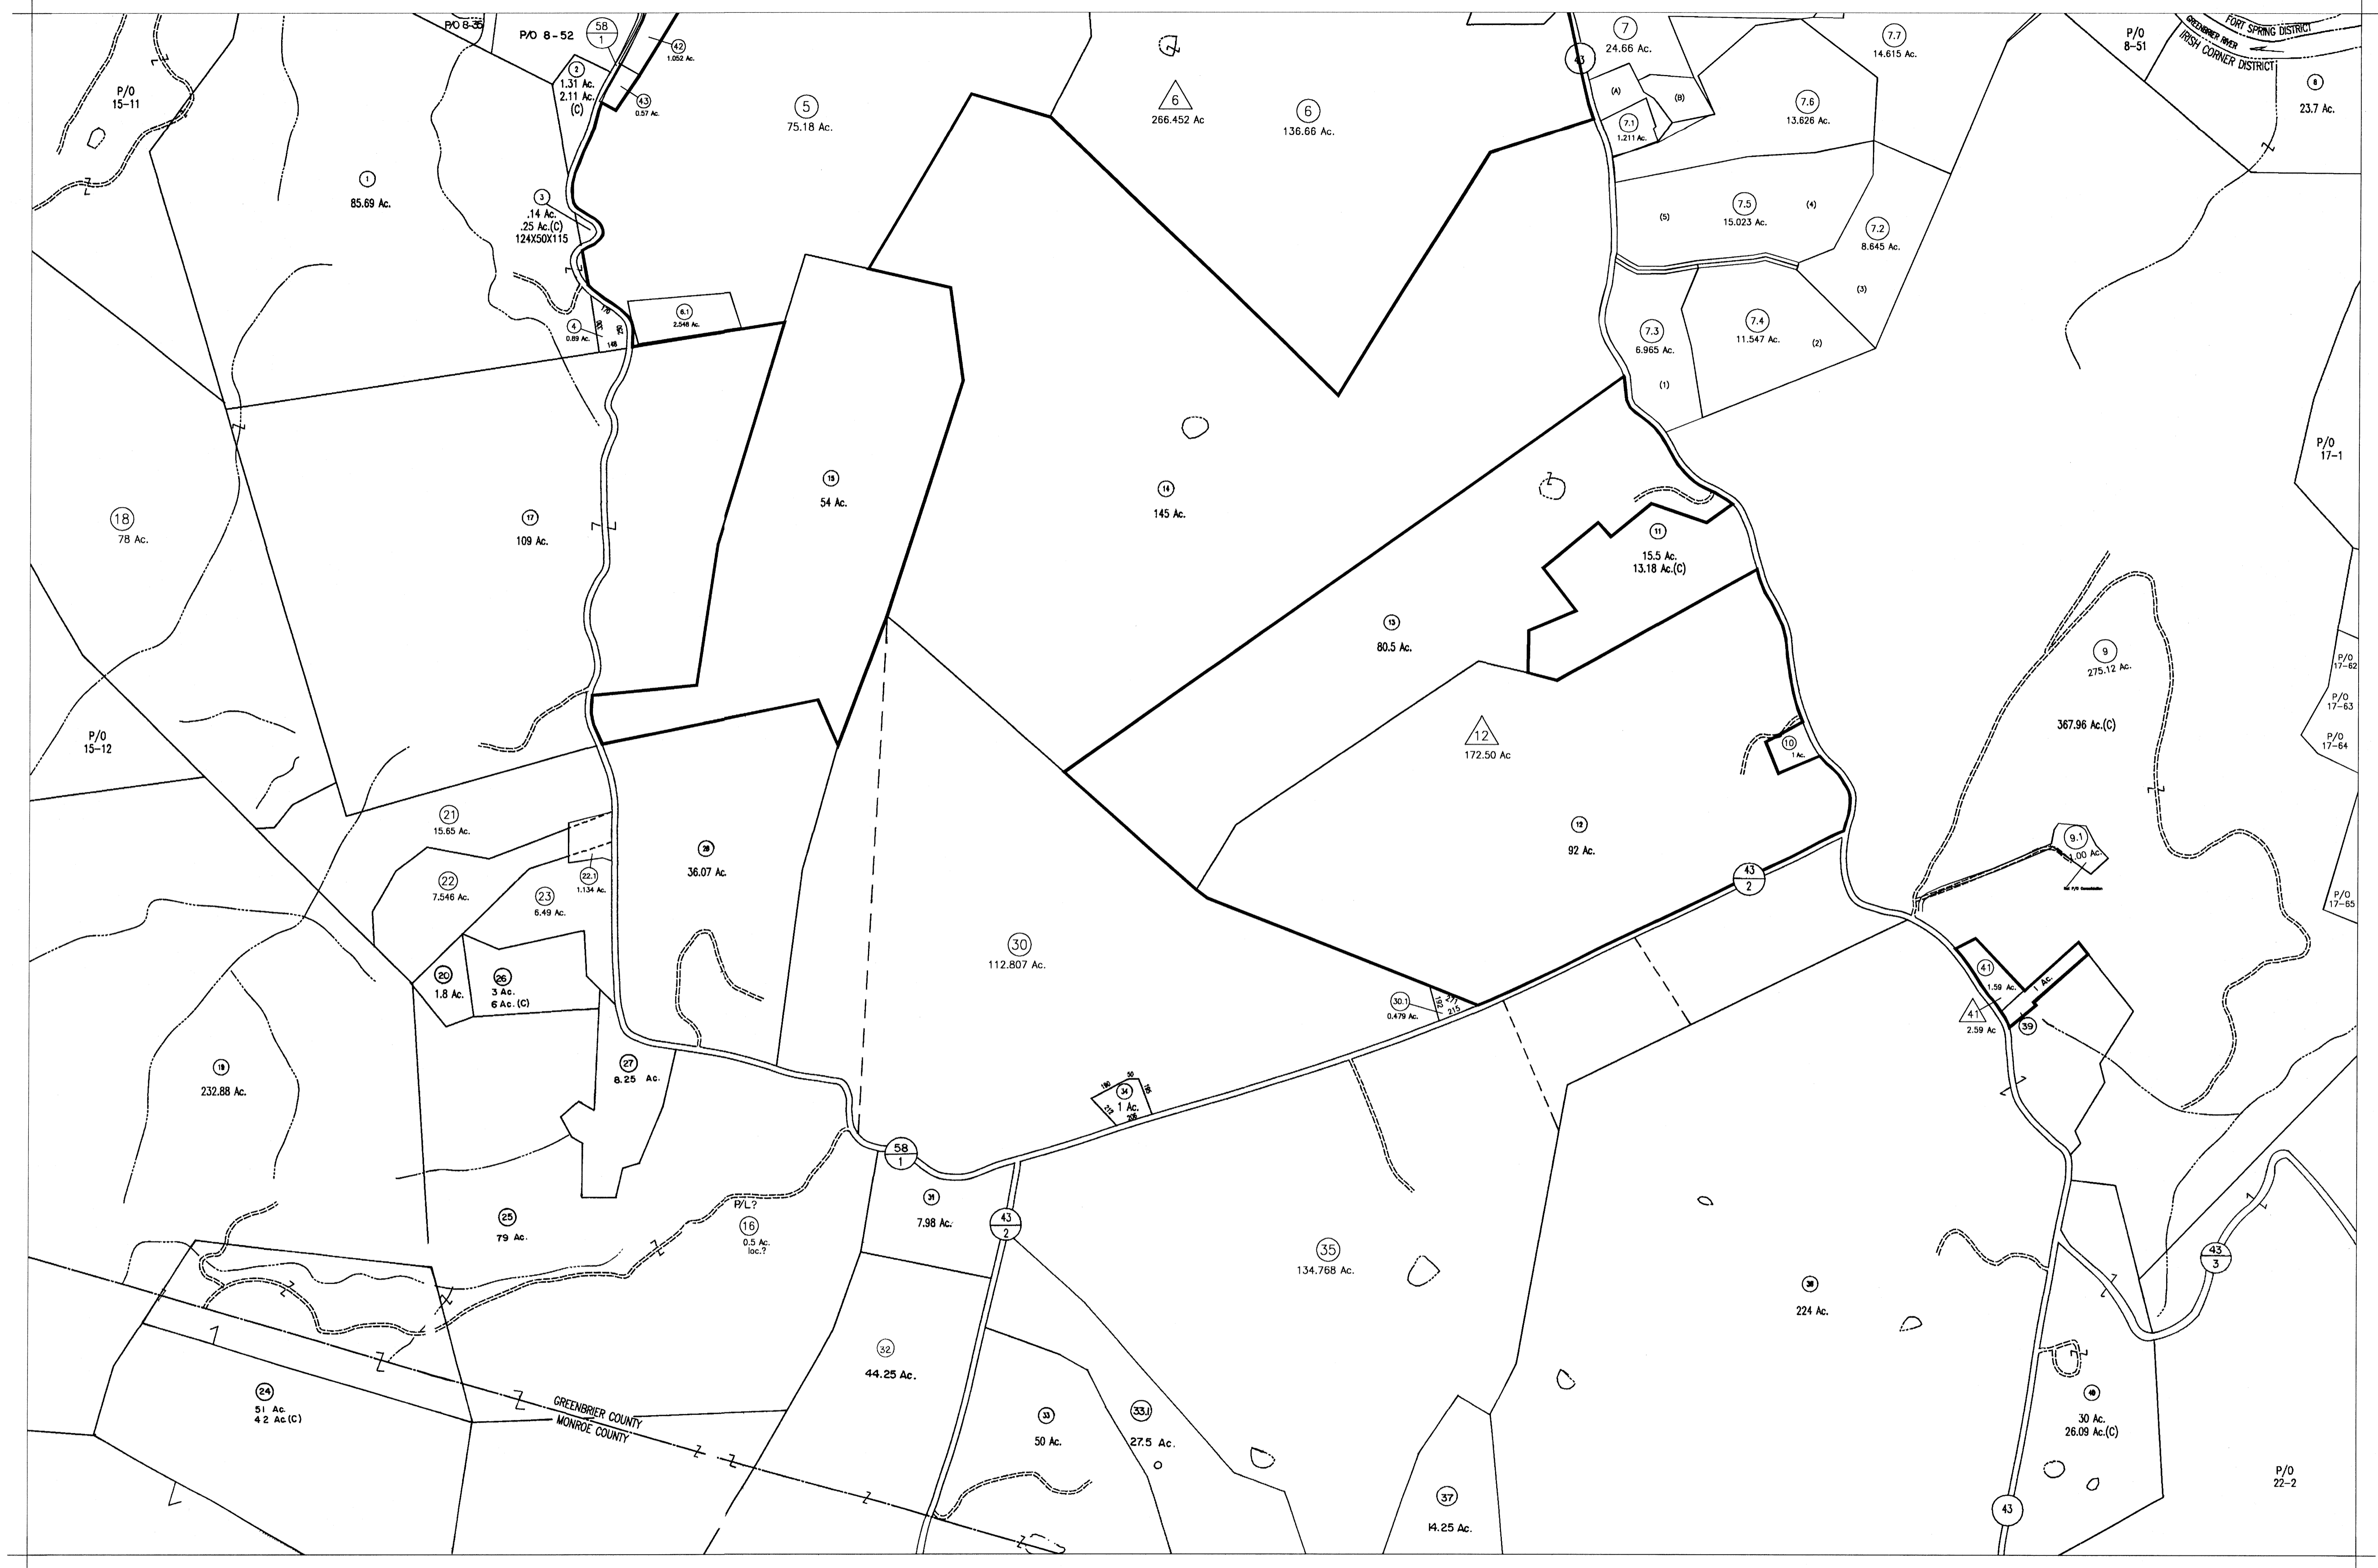 P/O 8-35
P/O 8-52
58
1
42
1.052 Ac.
2
1.31 Ac.
2.11 Ac.
(C)
43
0.57 Ac.
P/O
15-11
5
75.18 Ac.
6
266.452 Ac
6
136.66 Ac.
43
7
24.66 Ac.
(A)
(B)
7.1
1.211 Ac.
7.7
14.615 Ac.
7.6
13.626 Ac.
P/O
8-51
FORT SPRING DISTRICT
GREENBRIER RIVER
IRISH CORNER DISTRICT
8
23.7 Ac.
1
85.69 Ac.
3
.14 Ac.
.25 Ac.(C)
124X50X115
(5)
7.5
15.023 Ac.
(4)
7.2
8.645 Ac.
(3)
4
0.89 Ac.
176
148
6.1
2.548 Ac.
7.3
6.965 Ac.
(1)
7.4
11.547 Ac.
(2)
P/O
17-1
18
78 Ac.
17
109 Ac.
15
54 Ac.
14
145 Ac.
11
15.5 Ac.
13.18 Ac.(C)
13
80.5 Ac.
9
275.12 Ac.
367.96 Ac.(C)
P/O
17-62
P/O
17-63
P/O
17-64
P/O
15-12
12
172.50 Ac
10
1 Ac.
21
15.65 Ac.
22
7.546 Ac.
22.1
1.134 Ac.
23
6.49 Ac.
28
36.07 Ac.
12
92 Ac.
43
2
9.1
1.00 Ac.
Not P/O Consolidation
P/O
17-65
20
1.8 Ac.
26
3 Ac.
6 Ac. (C)
30
112.807 Ac.
30.1
0.479 Ac.
192
271
215
41
1.59 Ac.
1 Ac.
41
2.59 Ac
39
19
232.88 Ac.
27
8.25 Ac.
34
1 Ac.
180
50
195
213
206
58
1
31
7.98 Ac.
43
2
25
79 Ac.
P/L?
16
0.5 Ac.
loc.?
35
134.768 Ac.
224 Ac.
43
3
32
44.25 Ac.
24
51 Ac.
42 Ac.(C)
GREENBRIER COUNTY
MONROE COUNTY
33
50 Ac.
33.1
27.5 Ac.
40
30 Ac.
26.09 Ac.(C)
37
14.25 Ac.
43
P/O
22-2